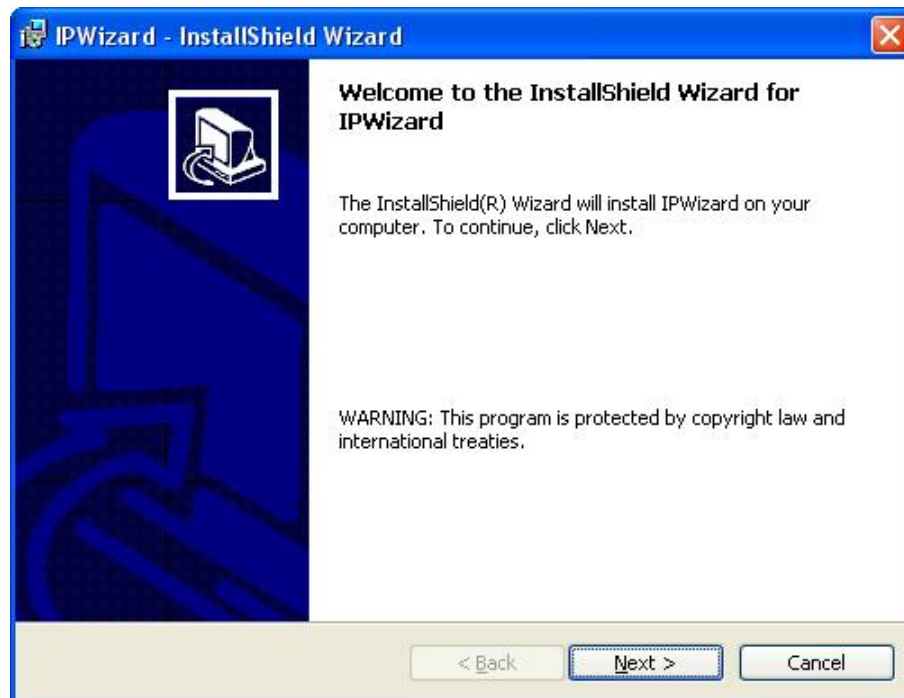 IPWizard - InstallShield Wizard
Welcome to the InstallShield Wizard for
IPWizard
The InstallShield(R) Wizard will install IPWizard on your
computer. To continue, click Next.
WARNING: This program is protected by copyright law and
international treaties.
< Back
Next >
Cancel